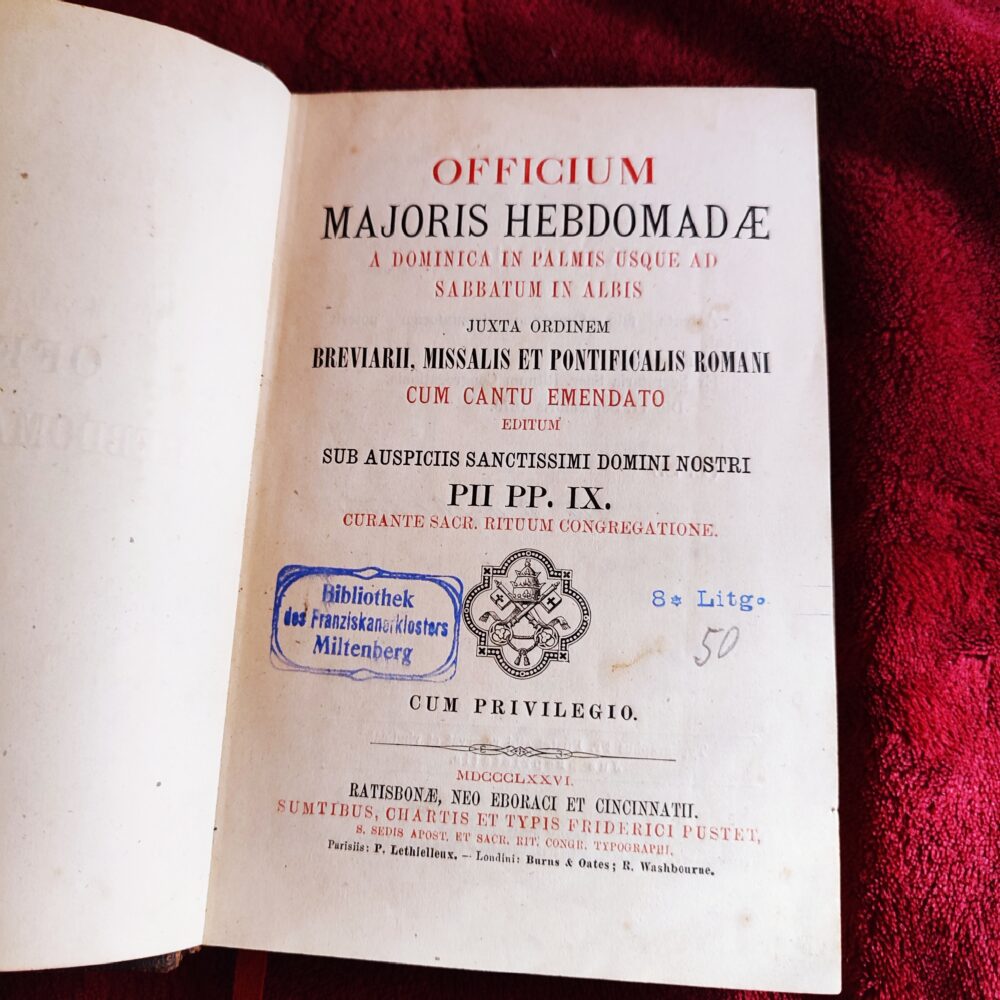 OFFICIUM
MAJORIS HEBDOMADÆ
A DOMINICA IN PALMIS USQUE AD
SABBATUM IN ALBIS
JUXTA ORDINEM
BREVIARII, MISSALIS ET PONTIFICALIS ROMANI
CUM CANTU EMENDATO
EDITUM
SUB AUSPICIIS SANCTISSIMI DOMINI NOSTRI
PII PP. IX.
CURANTE SACR. RITUUM CONGREGATIONE.
Bibliothek
des Franziskanerklosters
Miltenberg
8* Litg.
50
CUM PRIVILEGIO.
MDCCCLXXVI.
RATISBONÆ, NEO EBORACI ET CINCINNATII.
SUMTIBUS, CHARTIS ET TYPIS FRIDERICI PUSTET,
S. SEDIS APOST. ET SACR. RIT. CONGR. TYPOGRAPHI.
Parisiis: P. Lethielleux. — Londini: Burns & Oates; R. Washbourne.